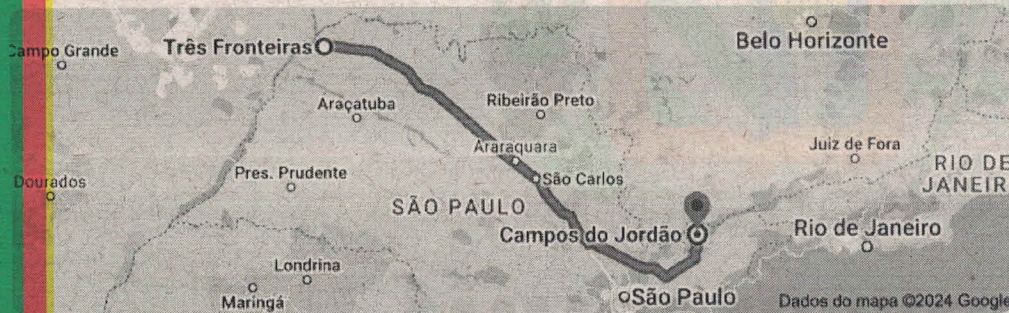 Campo Grande
Três Fronteiras
Belo Horizonte
Araçatuba
Ribeirão Preto
Araraquara
Juiz de Fora
RIO DE
JANEIR
Pres. Prudente
São Carlos
Dourados
SÃO PAULO
Campos do Jordão
Rio de Janeiro
Londrina
Maringá
São Paulo
Dados do mapa ©2024 Google